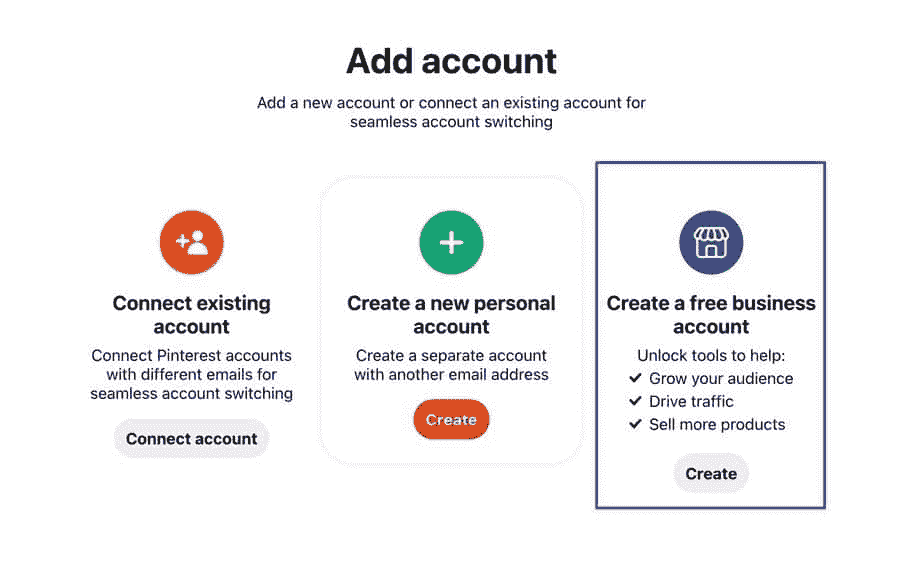 Add account
Add a new account or connect an existing account for
seamless account switching
Connect existing
account
Connect Pinterest accounts
with different emails for
seamless account switching
Connect account
Create a new personal
account
Create a separate account
with another email address
Create
Create a free business
account
Unlock tools to help:
Grow your audience
Drive traffic
Sell more products
Create